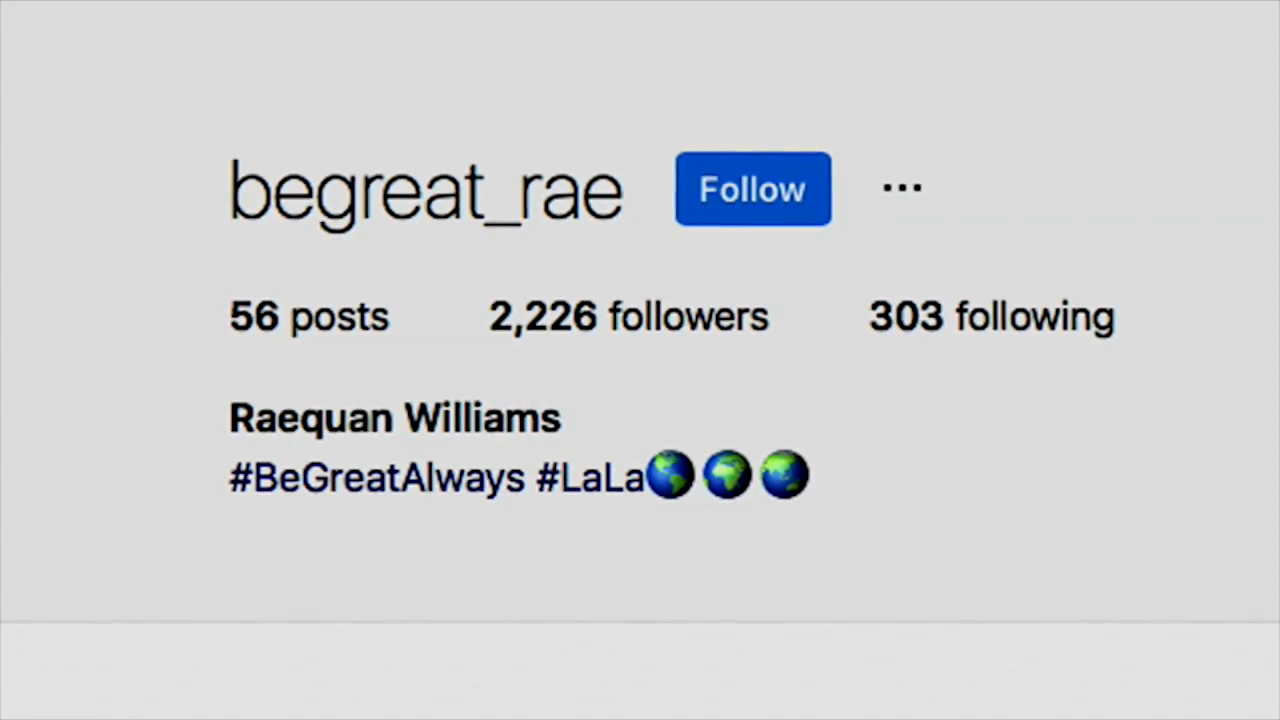 begreat_rae Follow ...
56 posts 2,226 followers 303 following
Raequan Williams
#BeGreatAlways #LaLa🌎🌍🌏